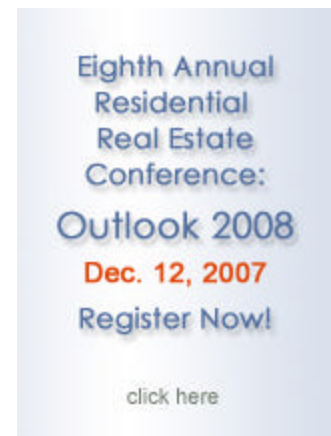 Eighth Annual
Residential
Real Estate
Conference:
Outlook 2008
Dec. 12, 2007
Register Now!
click here